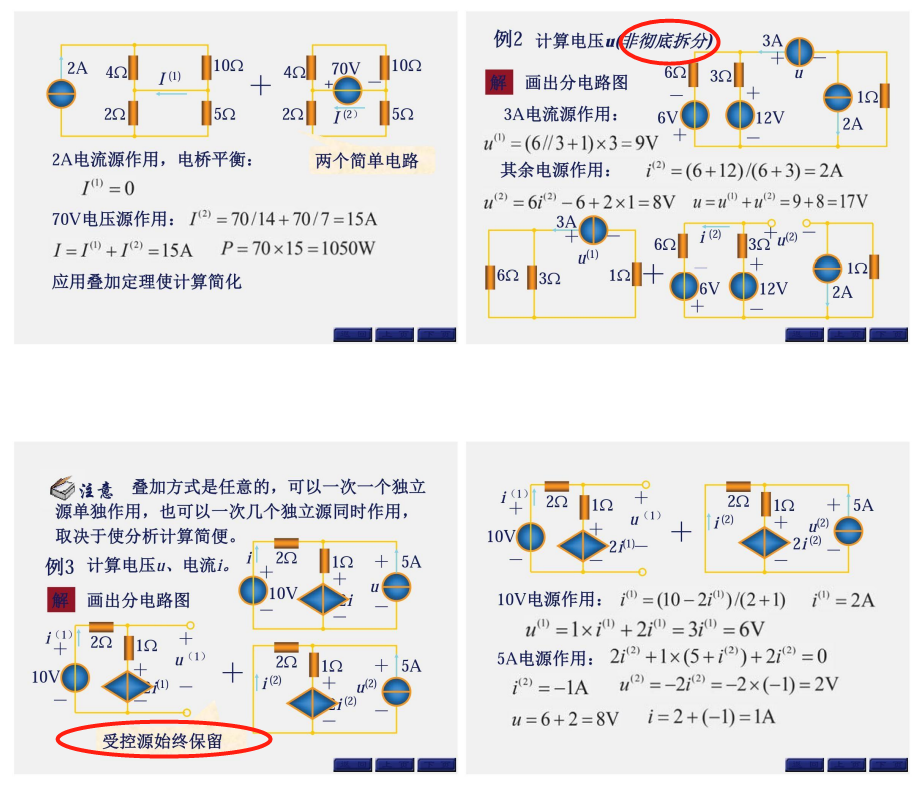 2A
4Ω
10Ω
I⁽¹⁾
2Ω
5Ω
+
4Ω
70V
10Ω
+
−
2Ω
I⁽²⁾
5Ω
2A电流源作用，电桥平衡：
两个简单电路
I⁽¹⁾=0
70V电压源作用：I⁽²⁾=70/14+70/7=15A
I=I⁽¹⁾+I⁽²⁾=15A P=70×15=1050W
应用叠加定理使计算简化
例2 计算电压u(非彻底拆分)
3A
+ −
u
6Ω
3Ω
−
+
6V
12V
+
−
1Ω
2A
解 画出分电路图
3A电流源作用：
u⁽¹⁾=(6//3+1)×3=9V
其余电源作用： i⁽²⁾=(6+12)/(6+3)=2A
u⁽²⁾=6i⁽²⁾−6+2×1=8V u=u⁽¹⁾+u⁽²⁾=9+8=17V
3A
+ −
u⁽¹⁾
6Ω
3Ω
1Ω
+
i⁽²⁾
6Ω
3Ω
+ −
u⁽²⁾
−
+
6V
12V
+
−
1Ω
2A
注意 叠加方式是任意的，可以一次一个独立
源单独作用，也可以一次几个独立源同时作用，
取决于使分析计算简便。
例3 计算电压u、电流i。
解 画出分电路图
i
2Ω
1Ω
+
10V
−
+
2i
−
+
u
−
5A
i⁽¹⁾
2Ω
1Ω
+
10V
−
+
2i⁽¹⁾
−
+
u⁽¹⁾
−
+
i⁽²⁾
2Ω
1Ω
+
2i⁽²⁾
−
+
u⁽²⁾
−
5A
受控源始终保留
i⁽¹⁾
2Ω
1Ω
+
10V
−
+
2i⁽¹⁾
−
+
u⁽¹⁾
−
+
i⁽²⁾
2Ω
1Ω
+
2i⁽²⁾
−
+
u⁽²⁾
−
5A
10V电源作用： i⁽¹⁾=(10−2i⁽¹⁾)/(2+1) i⁽¹⁾=2A
u⁽¹⁾=1×i⁽¹⁾+2i⁽¹⁾=3i⁽¹⁾=6V
5A电源作用： 2i⁽²⁾+1×(5+i⁽²⁾)+2i⁽²⁾=0
i⁽²⁾=−1A u⁽²⁾=−2i⁽²⁾=−2×(−1)=2V
u=6+2=8V i=2+(−1)=1A